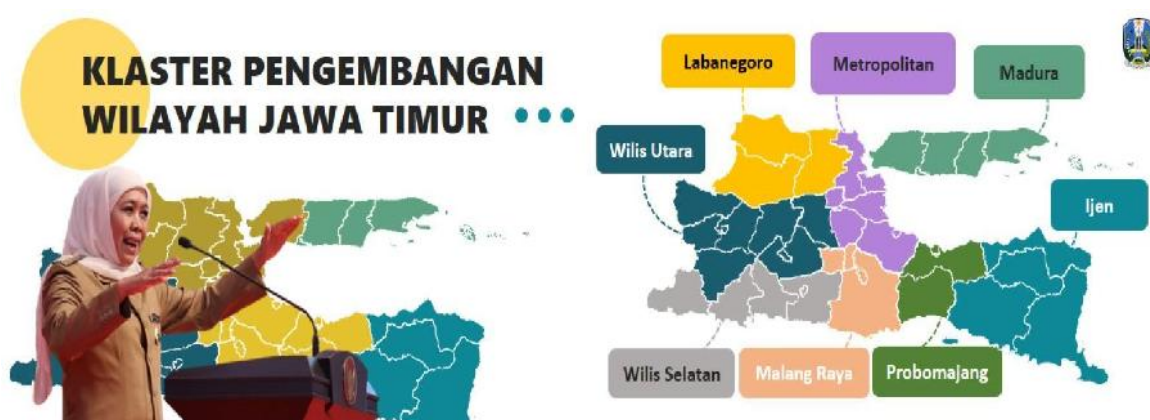 KLASTER PENGEMBANGAN
WILAYAH JAWA TIMUR
Labanegoro
Metropolitan
Madura
Wilis Utara
Ijen
Wilis Selatan
Malang Raya
Probomajang